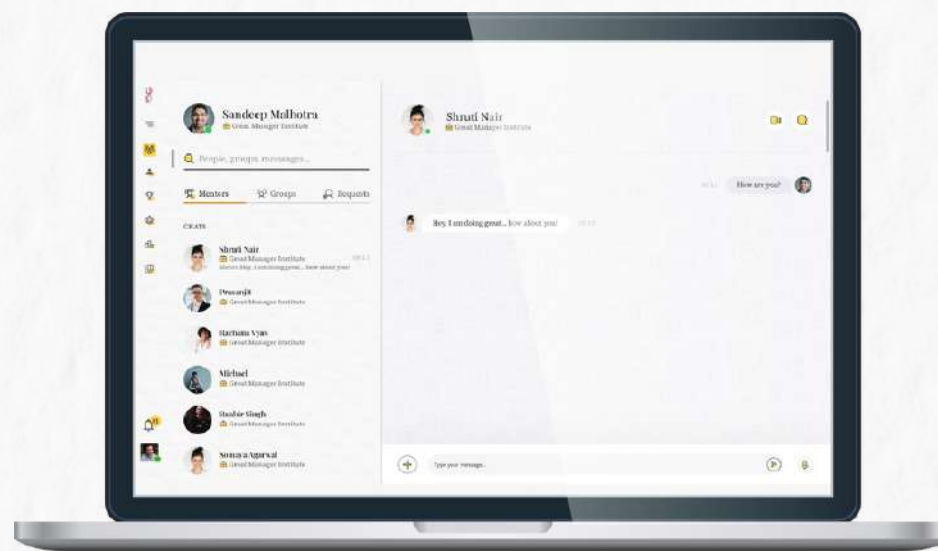 Sandeep Malhotra
Great Manager Institute
People, groups, messages...
Mentors
Groups
Requests
CHATS
Shruti Nair
Great Manager Institute
Prosanjit
Great Manager Institute
Rachana Vyas
Great Manager Institute
Michael
Great Manager Institute
Ranbir Singh
Great Manager Institute
Somaya Agarwal
Great Manager Institute
Shruti Nair
Great Manager Institute
How are you?
Hey, I am doing great... how about you?
Type your message..